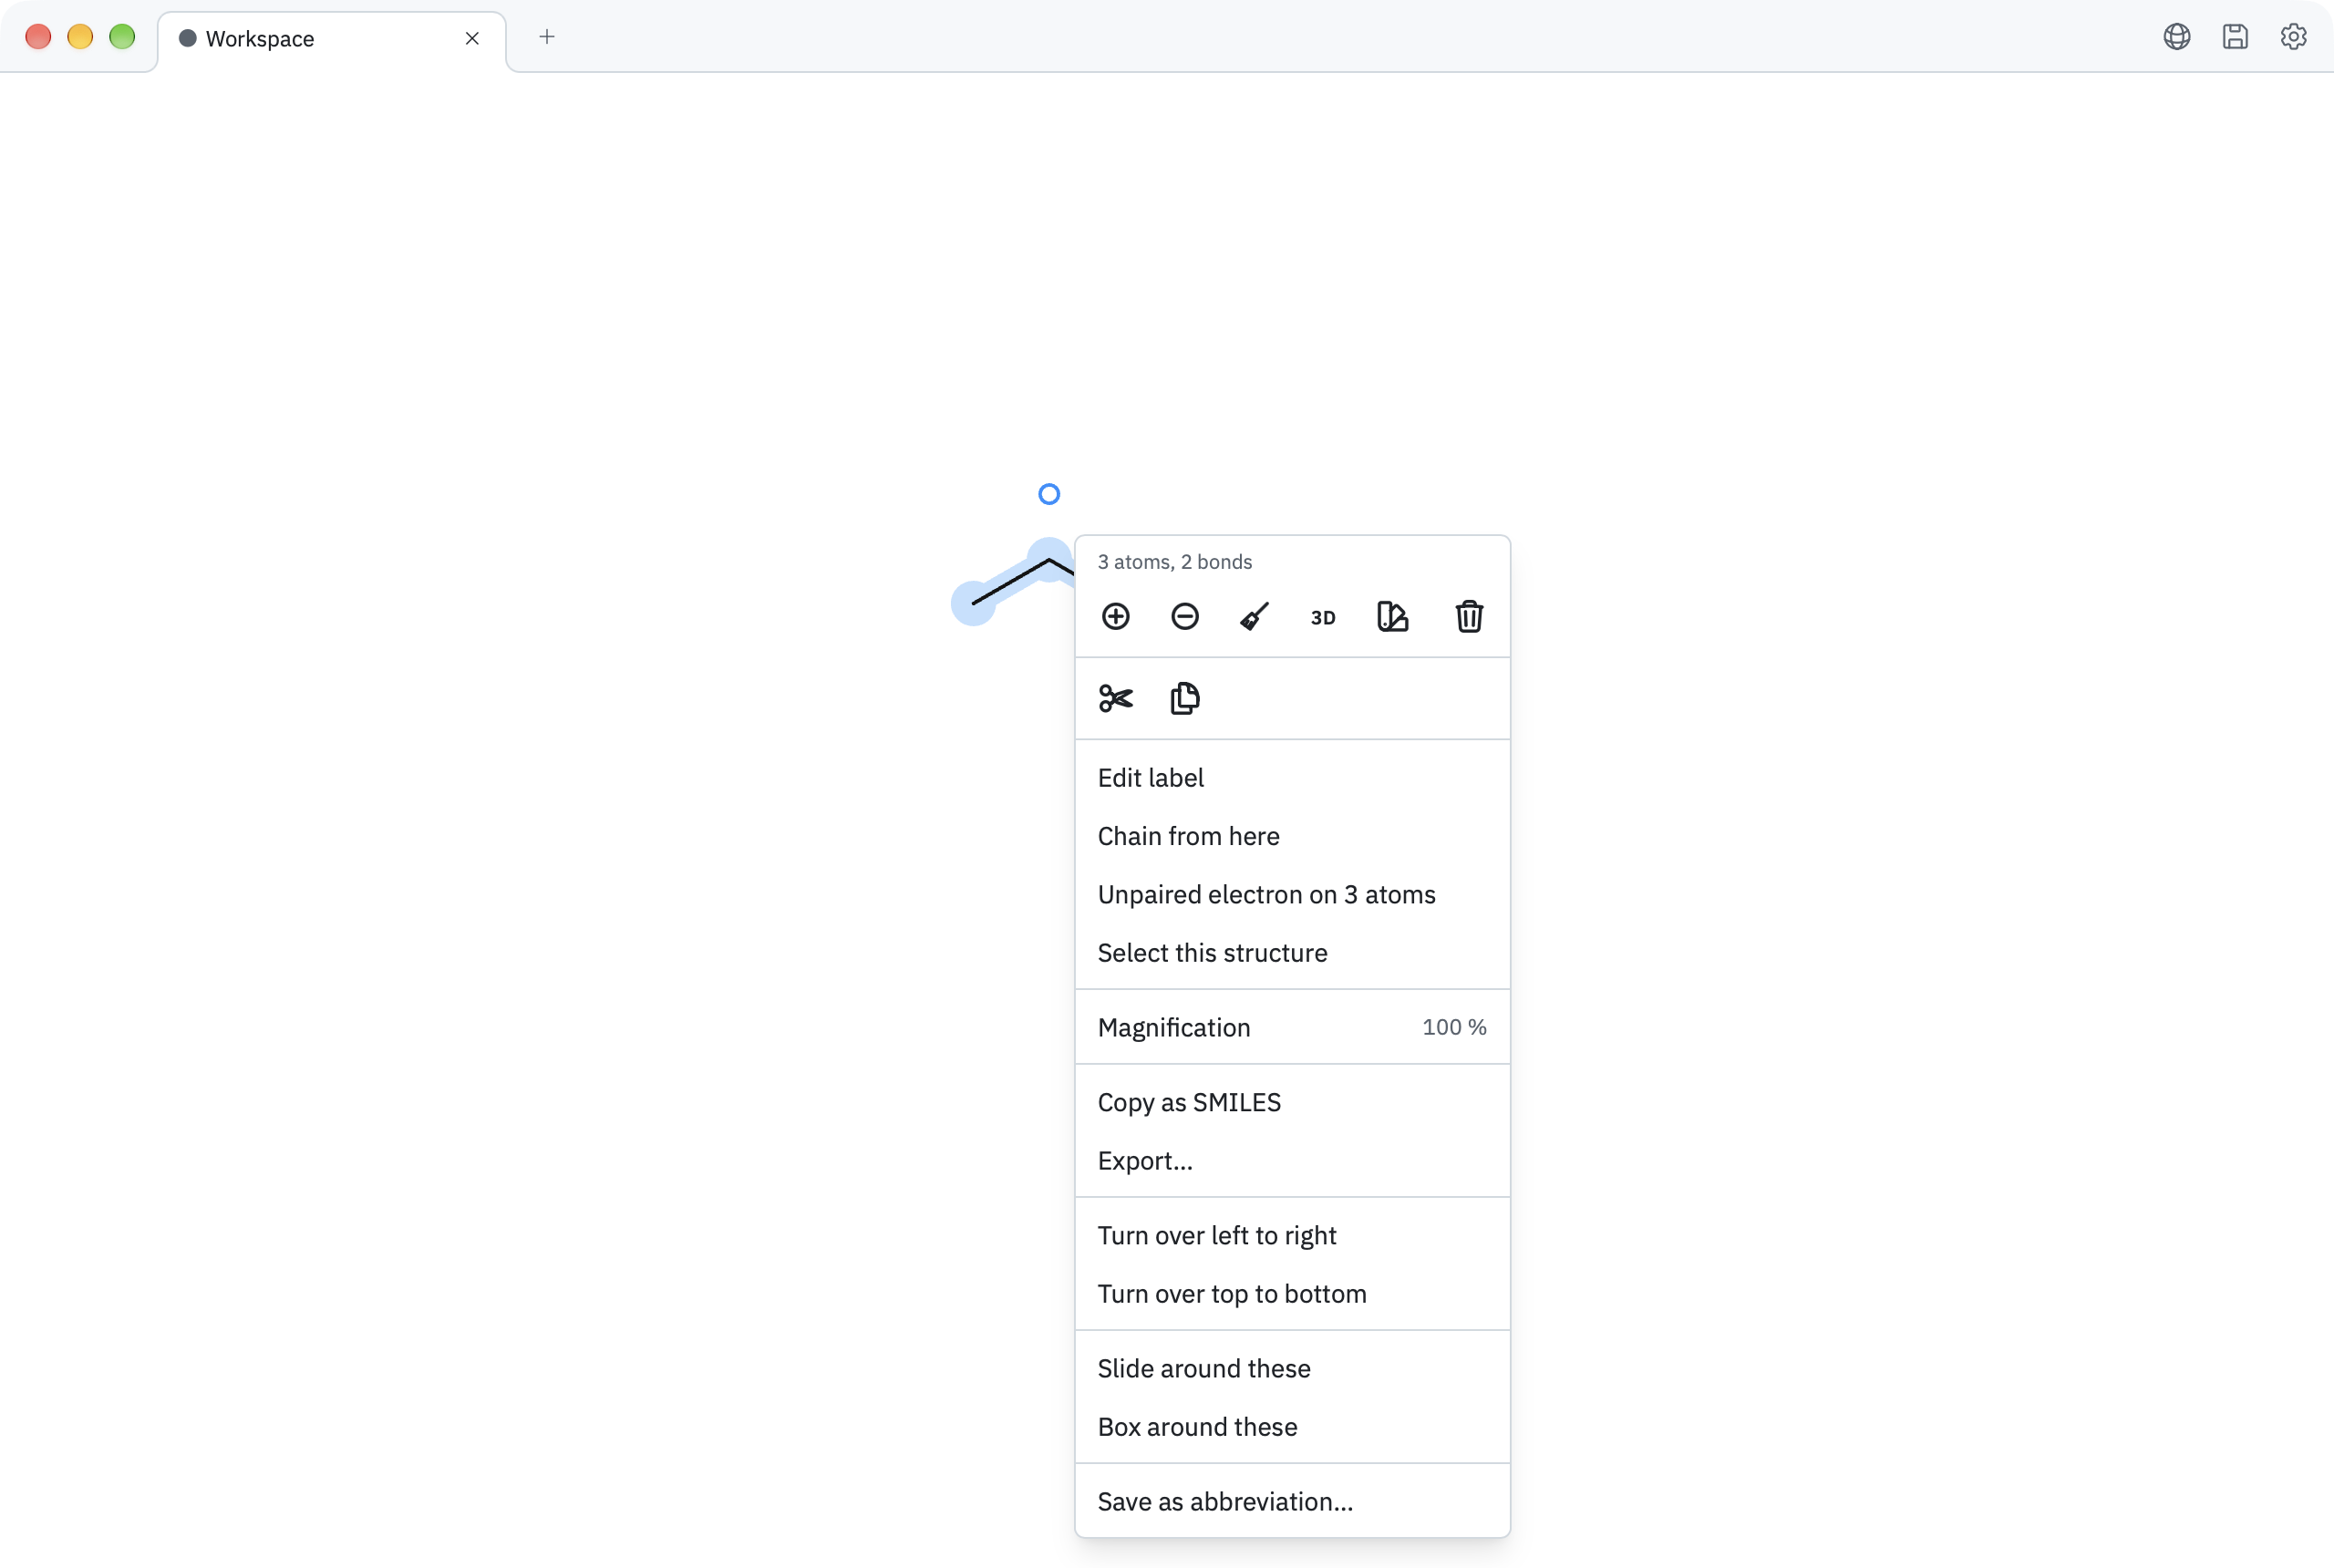 Workspace
3 atoms, 2 bonds
3D
Edit label
Chain from here
Unpaired electron on 3 atoms
Select this structure
Magnification 100 %
Copy as SMILES
Export...
Turn over left to right
Turn over top to bottom
Slide around these
Box around these
Save as abbreviation...